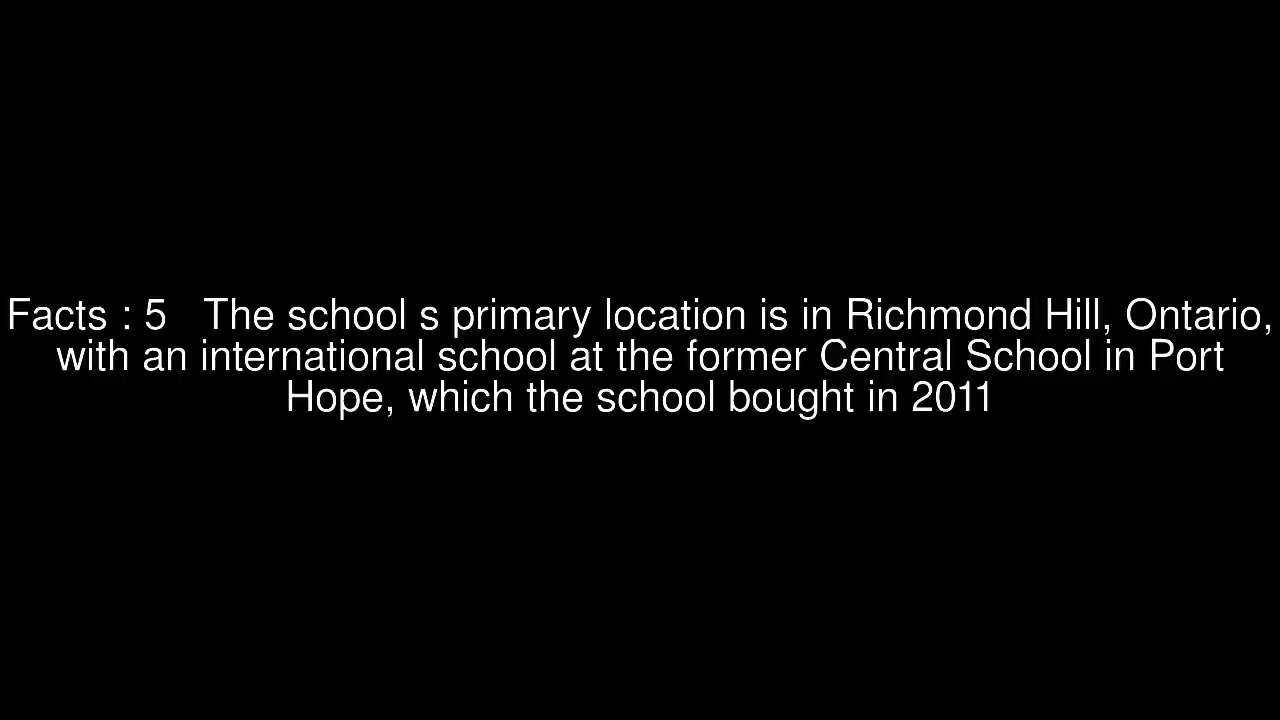 Facts : 5   The school s primary location is in Richmond Hill, Ontario,
with an international school at the former Central School in Port
Hope, which the school bought in 2011